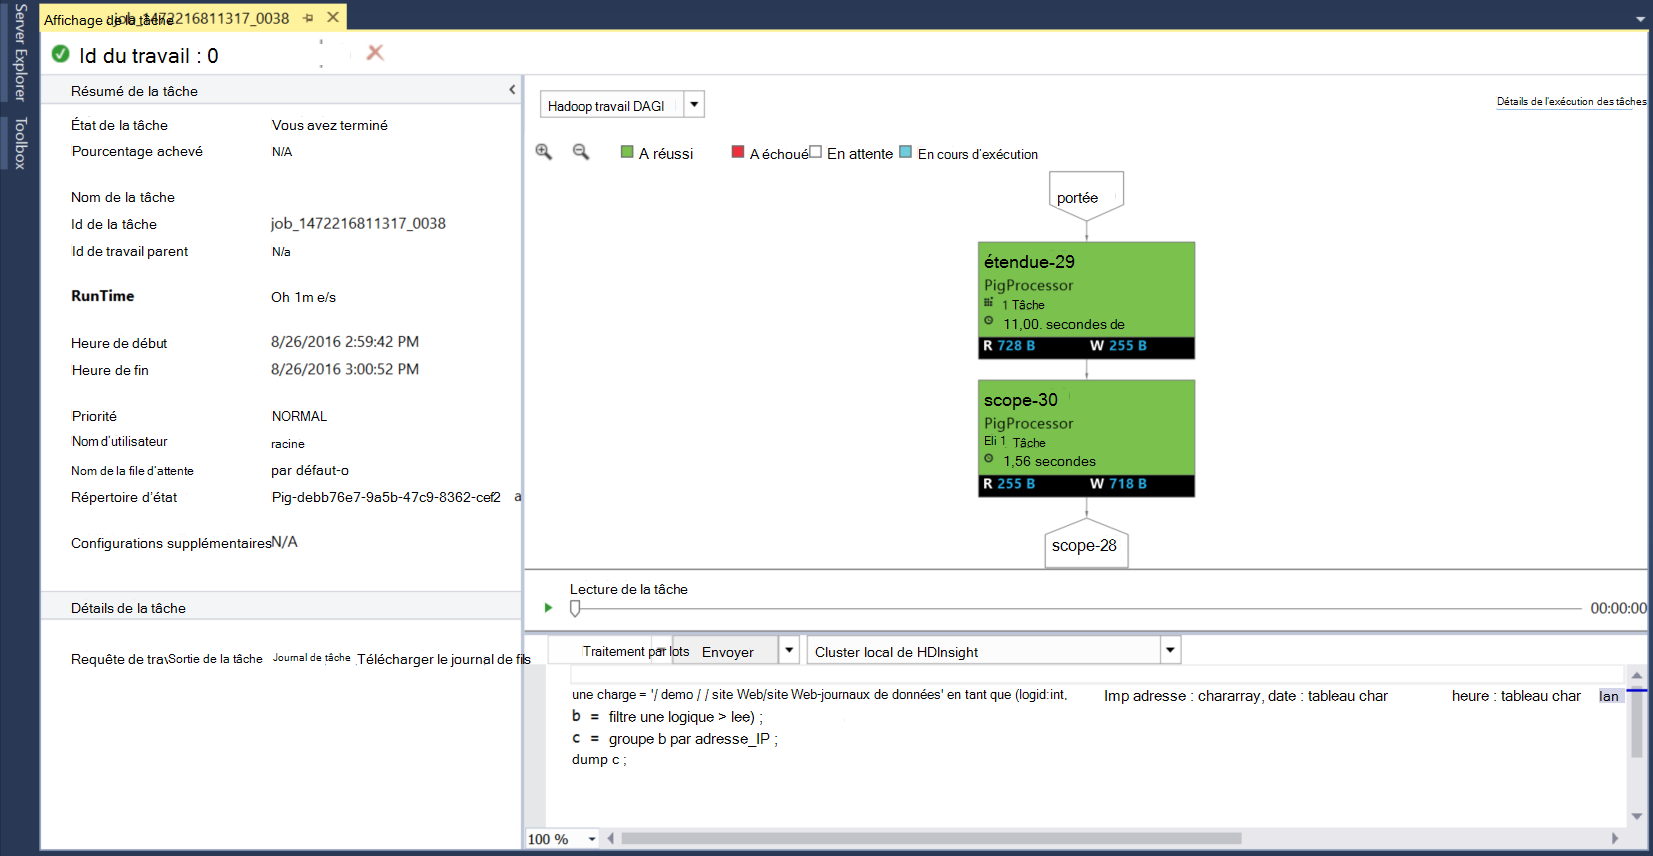 Server Explorer
Toolbox
Affichage de la tâche job_1472216811317_0038
Id du travail : 0
Résumé de la tâche
État de la tâche Vous avez terminé
Pourcentage achevé N/A
Nom de la tâche
Id de la tâche job_1472216811317_0038
Id de travail parent N/a
RunTime Oh 1m e/s
Heure de début 8/26/2016 2:59:42 PM
Heure de fin 8/26/2016 3:00:52 PM
Priorité NORMAL
Nom d'utilisateur racine
Nom de la file d'attente par défaut-o
Répertoire d'état Pig-debb76e7-9a5b-47c9-8362-cef2 a
Configurations supplémentaires N/A
Détails de la tâche
Requête de trav Sortie de la tâche Journal de tâche Télécharger le journal de fils
Hadoop travail DAGI
Détails de l'exécution des tâches
A réussi A échoué En attente En cours d'exécution
portée
étendue-29
PigProcessor
1 Tâche
11,00. secondes de
R 728 B W 255 B
scope-30
PigProcessor
Eli 1 Tâche
1,56 secondes
R 255 B W 718 B
scope-28
Lecture de la tâche
00:00:00
Traitement par lots Envoyer Cluster local de HDInsight
une charge = '/ demo / / site Web/site Web-journaux de données' en tant que (logid:int, Imp adresse : chararray, date : tableau char heure : tableau char lan
b = filtre une logique > lee) ;
c = groupe b par adresse_IP ;
dump c ;
100 %